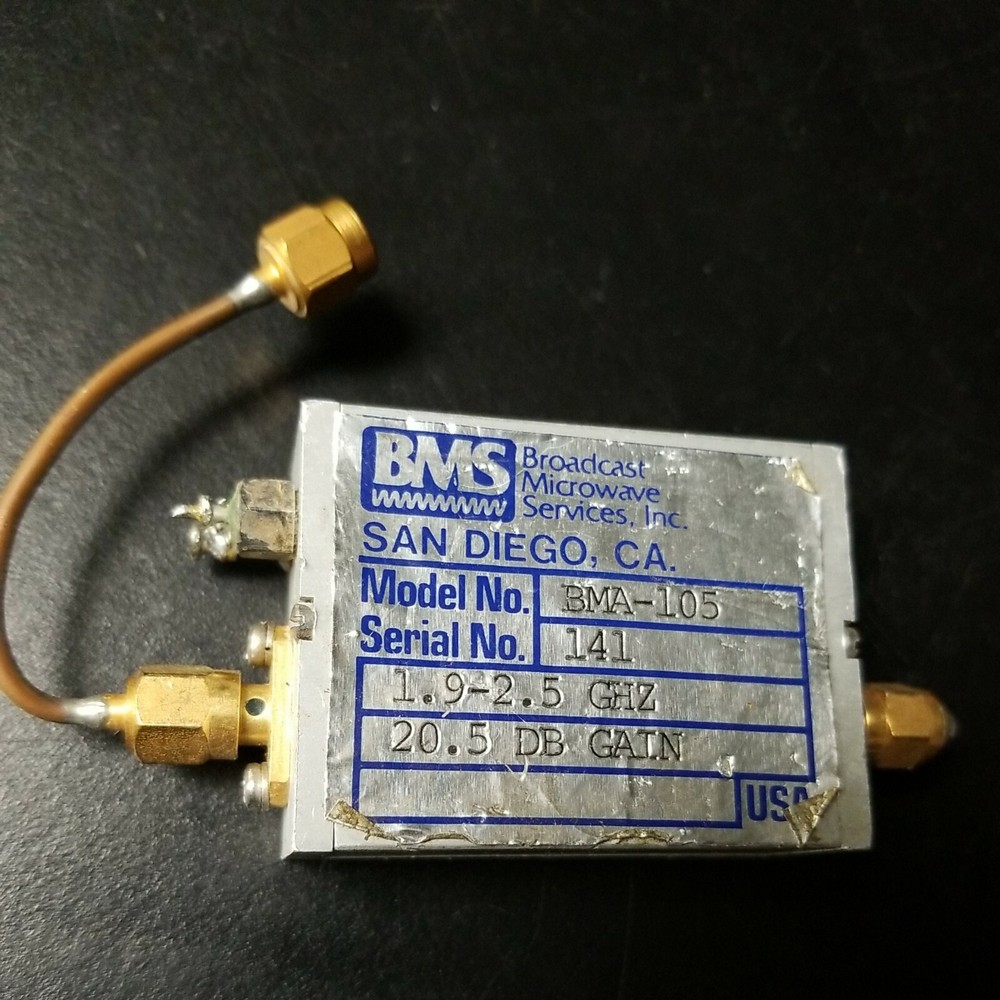 BMS Broadcast
Microwave
Services, Inc.
SAN DIEGO, CA.
Model No. BMA-105
Serial No. 141
1.9-2.5 GHZ
20.5 DB GAIN
USA